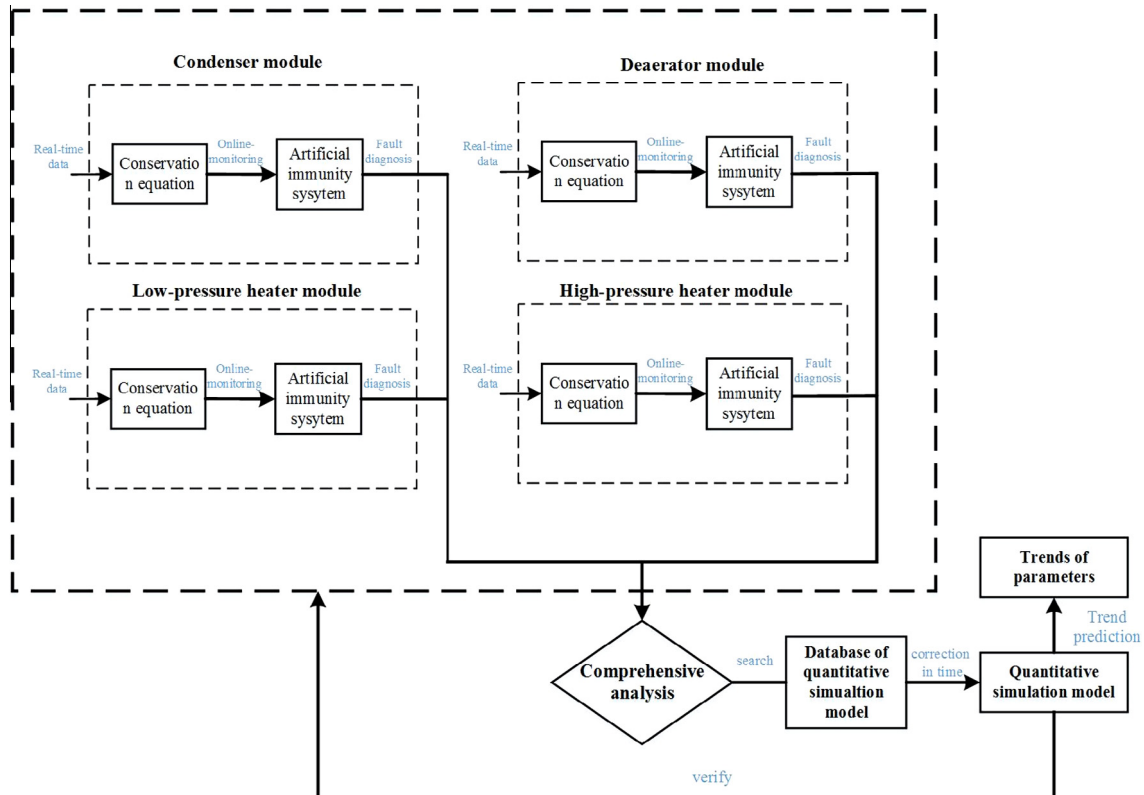 Condenser module
Real-time
data
Conservatio
n equation
Online-
monitoring
Artificial
immunity
sysytem
Fault
diagnosis
Deaerator module
Real-time
data
Conservatio
n equation
Online-
monitoring
Artificial
immunity
sysytem
Fault
diagnosis
Low-pressure heater module
Real-time
data
Conservatio
n equation
Online-
monitoring
Artificial
immunity
sysytem
Fault
diagnosis
High-pressure heater module
Real-time
data
Conservatio
n equation
Online-
monitoring
Artificial
immunity
sysytem
Fault
diagnosis
Comprehensive
analysis
search
Database of
quantitative
simualtion
model
correction
in time
Quantitative
simulation model
Trend
prediction
Trends of
parameters
verify